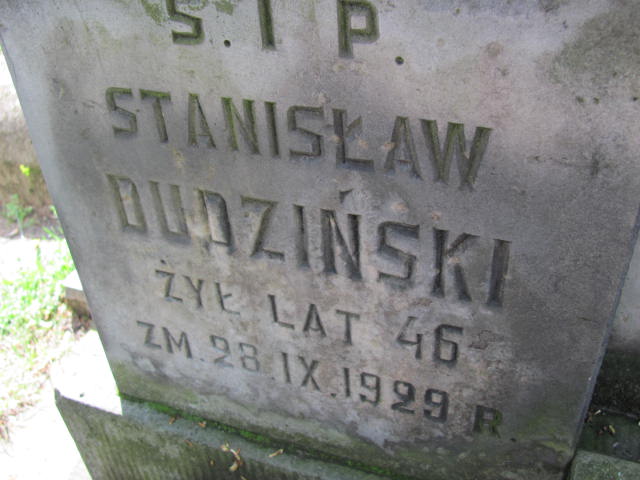 Ś. I P.
STANISŁAW
DUDZIŃSKI
ŻYŁ LAT 46
ZM. 28. IX. 1929 R.